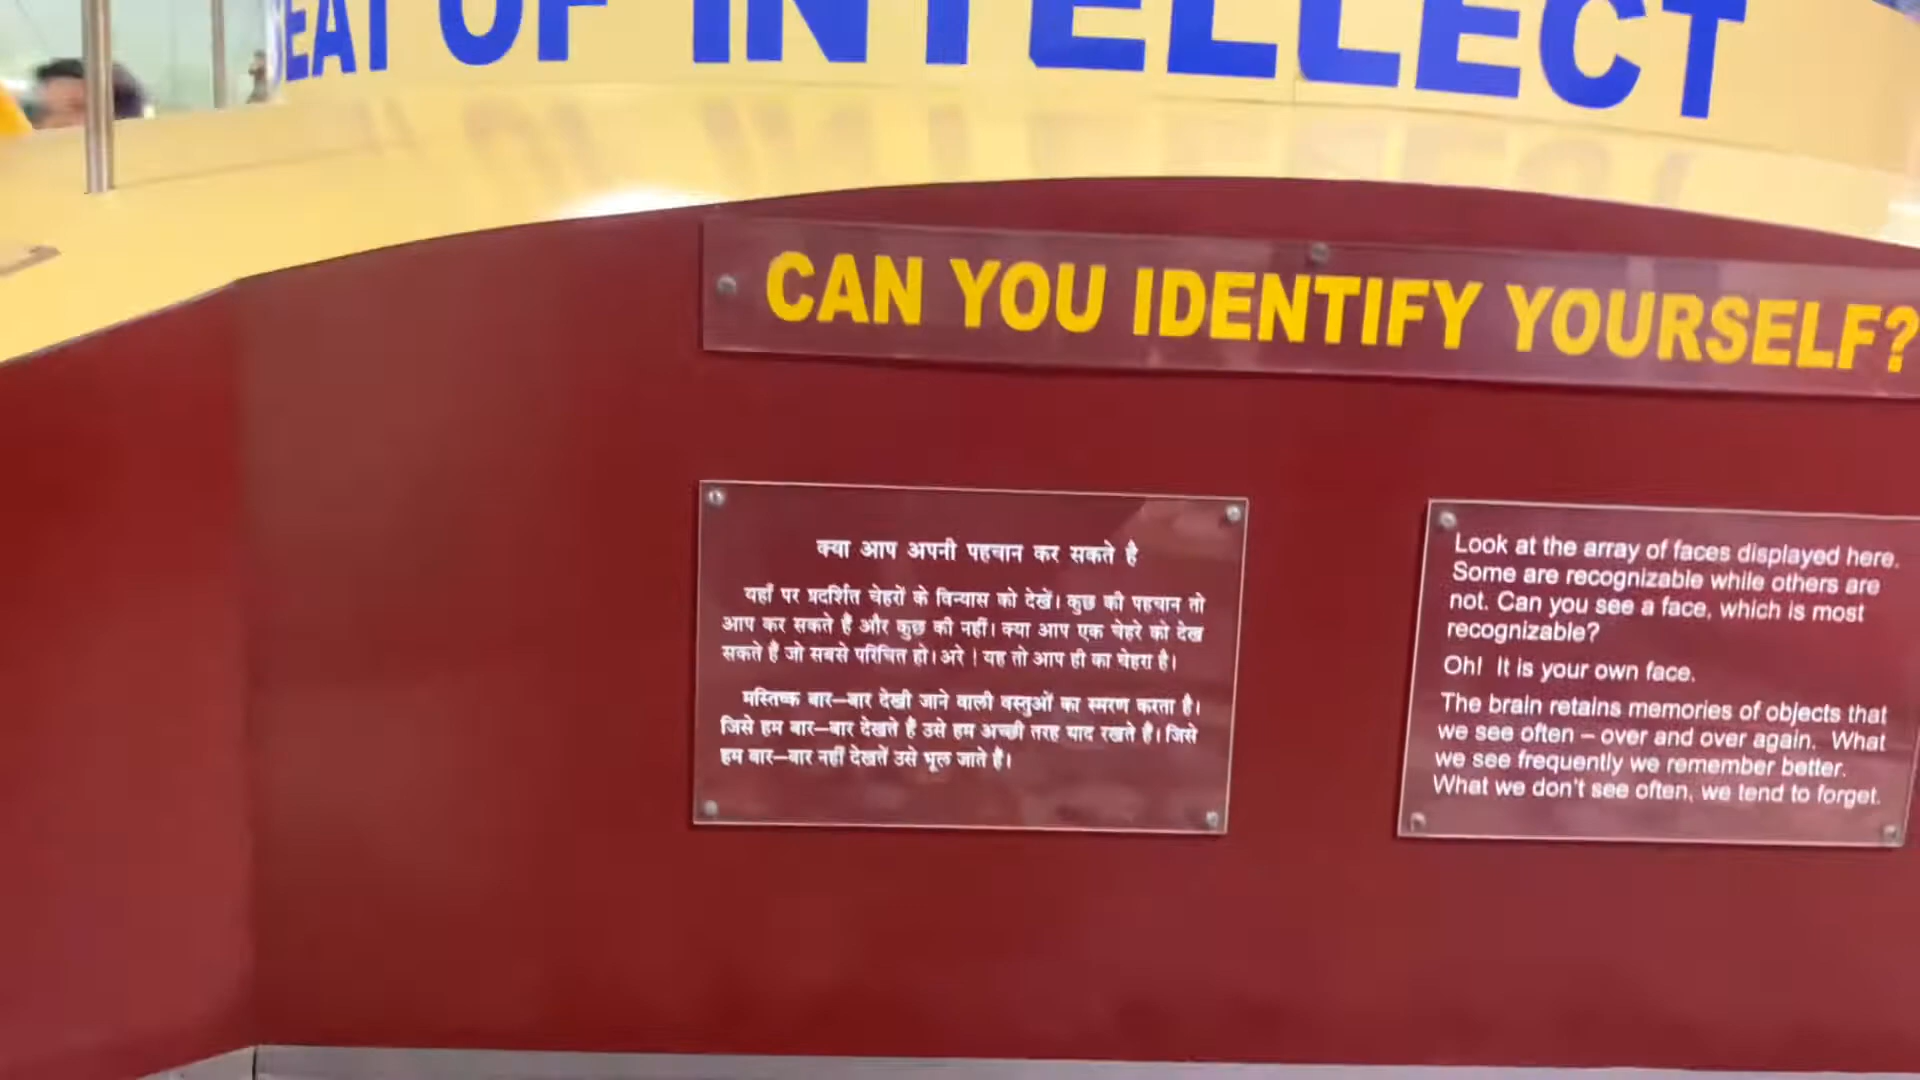 SEAT OF INTELLECT
CAN YOU IDENTIFY YOURSELF?
क्या आप अपनी पहचान कर सकते है
यहाँ पर प्रदर्शित चेहरों के विन्यास को देखें। कुछ की पहचान तो
आप कर सकते हैं और कुछ की नहीं। क्या आप एक चेहरे को देख
सकते हैं जो सबसे परिचित हो। अरे ! यह तो आप ही का चेहरा है।
मस्तिष्क बार–बार देखी जाने वाली वस्तुओं का स्मरण करता है।
जिसे हम बार–बार देखते हैं उसे हम अच्छी तरह याद रखते हैं। जिसे
हम बार–बार नहीं देखतें उसे भूल जाते हैं।
Look at the array of faces displayed here.
Some are recognizable while others are
not. Can you see a face, which is most
recognizable?
Oh! It is your own face.
The brain retains memories of objects that
we see often – over and over again. What
we see frequently we remember better.
What we don't see often, we tend to forget.